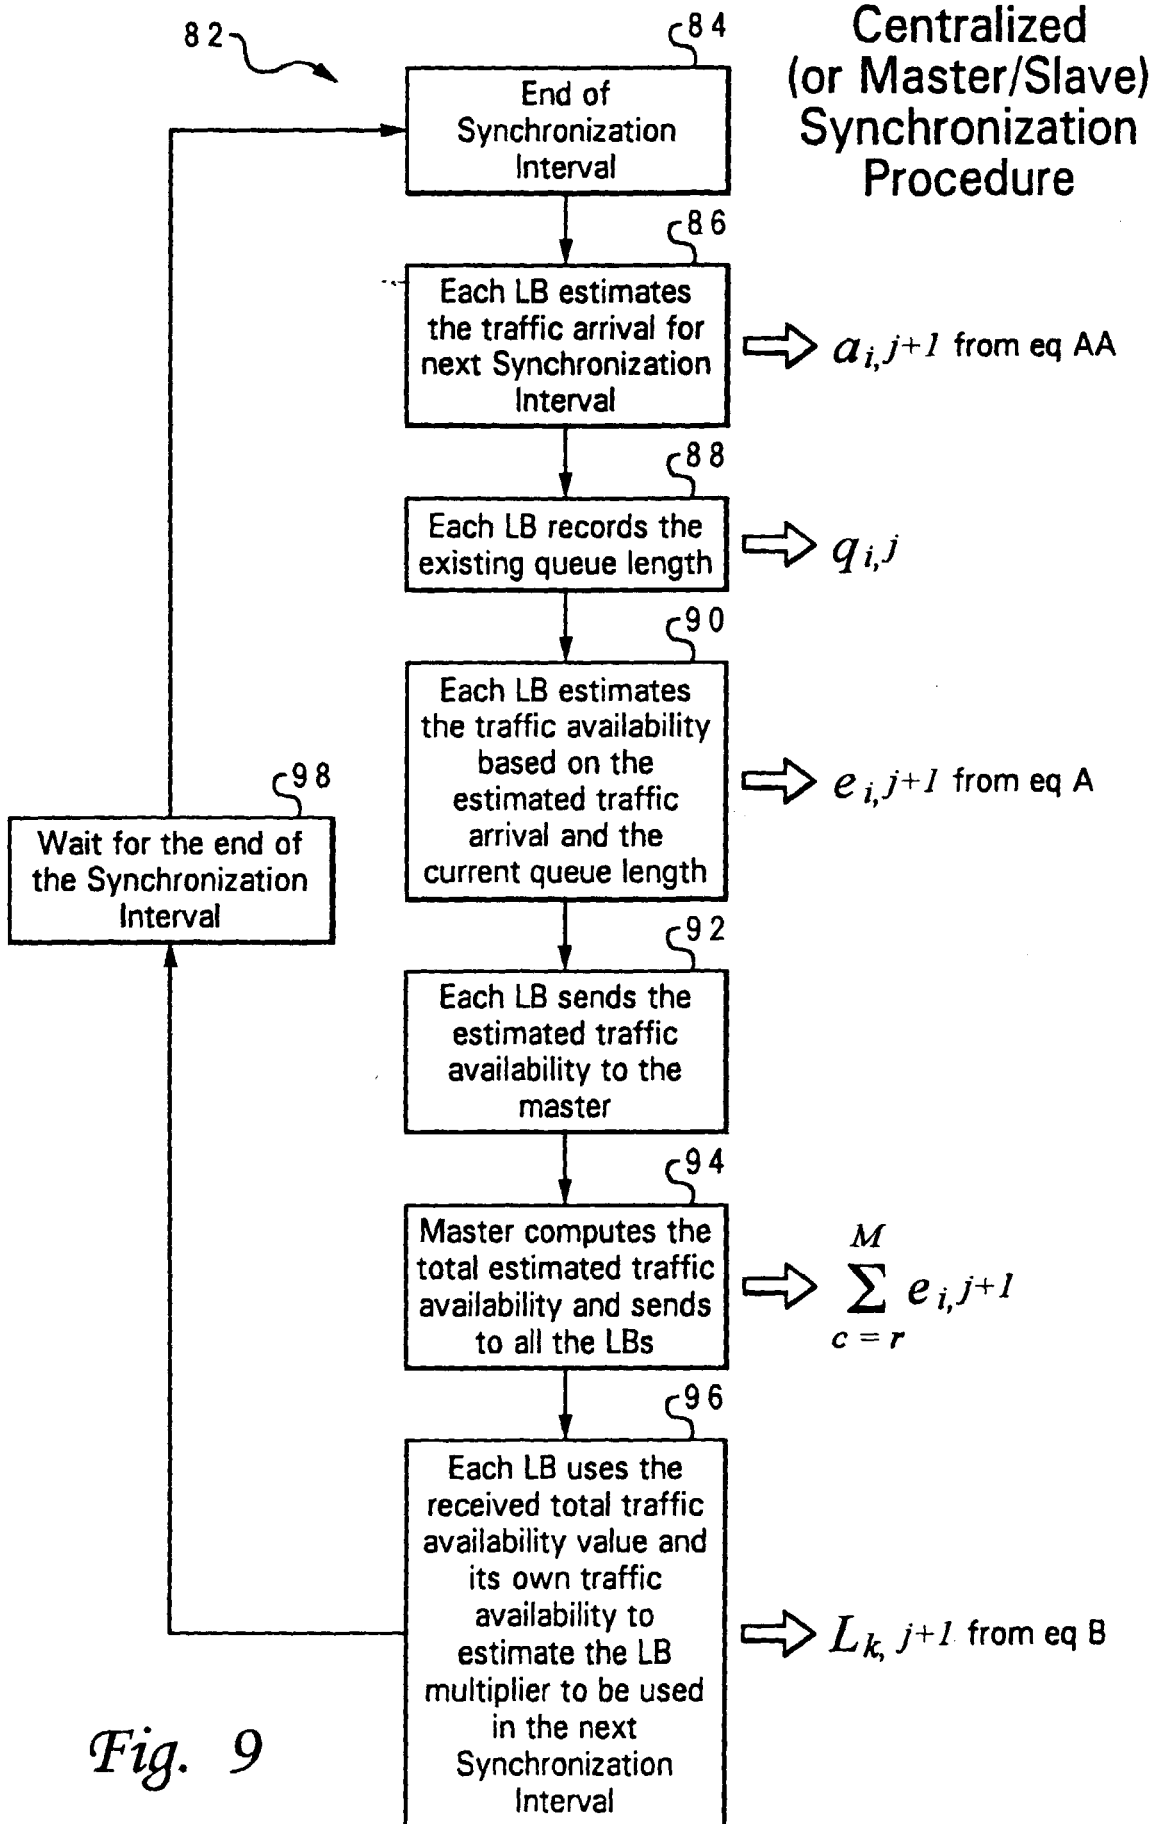 82
84
Centralized
(or Master/Slave)
Synchronization
Procedure
End of
Synchronization
Interval
86
Each LB estimates
the traffic arrival for
next Synchronization
Interval
a i, j+1 from eq AA
88
Each LB records the
existing queue length
q i, j
90
Each LB estimates
the traffic availability
based on the
estimated traffic
arrival and the
current queue length
e i, j+1 from eq A
98
Wait for the end of
the Synchronization
Interval
92
Each LB sends the
estimated traffic
availability to the
master
94
Master computes the
total estimated traffic
availability and sends
to all the LBs
M
Σ e i, j+1
c = r
96
Each LB uses the
received total traffic
availability value and
its own traffic
availability to
estimate the LB
multiplier to be used
in the next
Synchronization
Interval
L k, j+1 from eq B
Fig. 9